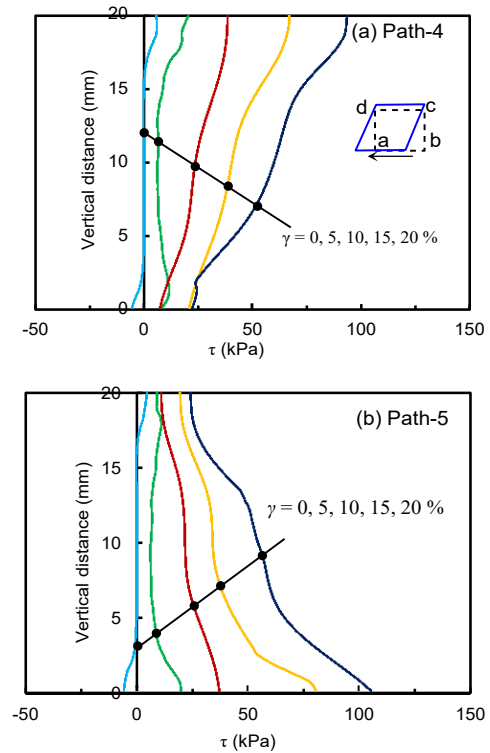 20
(a) Path-4
15
d c
a b
10
Vertical distance (mm)
5
γ = 0, 5, 10, 15, 20 %
0
-50 0 50 100 150
τ (kPa)
20
(b) Path-5
15
γ = 0, 5, 10, 15, 20 %
10
Vertical distance (mm)
5
0
-50 0 50 100 150
τ (kPa)